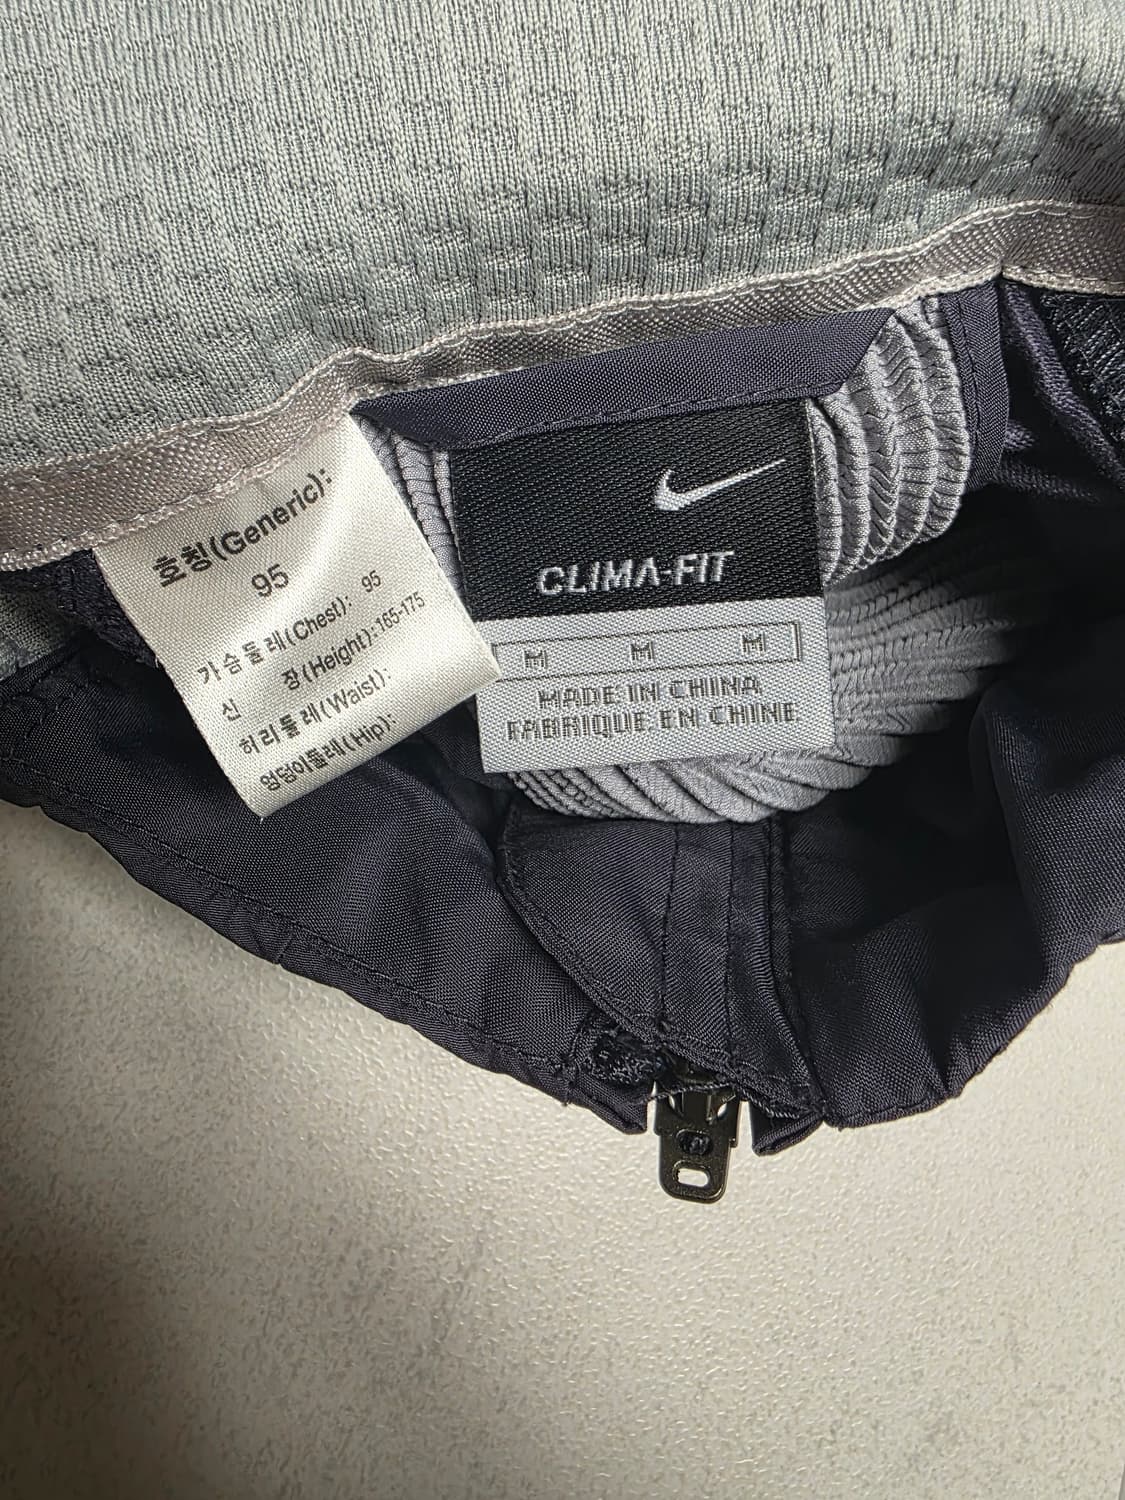 호칭(Generic):
95
가슴둘레(Chest): 95
신 장(Height):165-175
허리둘레(Waist):
엉덩이둘레(Hip):
CLIMA-FIT
M M M
MADE IN CHINA
FABRIQUE EN CHINE